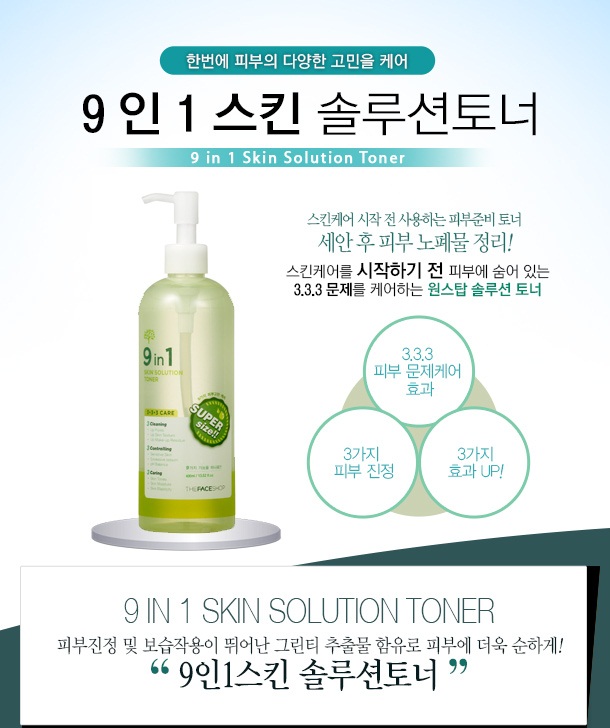 한번에 피부의 다양한 고민을 케어
9 인 1 스킨 솔루션토너
9 in 1 Skin Solution Toner
스킨케어 시작 전 사용하는 피부준비 토너
세안 후 피부 노폐물 정리!
스킨케어를 시작하기 전 피부에 숨어 있는
3.3.3 문제를 케어하는 원스탑 솔루션 토너
9 in 1
SKIN SOLUTION
TONER
3·3·3 CARE
3 Cleaning
3 Controlling
3 Caring
SUPER
size!!
THEFACESHOP
3.3.3
피부 문제케어
효과
3가지
피부 진정
3가지
효과 UP!
9 IN 1 SKIN SOLUTION TONER
피부진정 및 보습작용이 뛰어난 그린티 추출물 함유로 피부에 더욱 순하게!
“ 9인1스킨 솔루션토너 ”